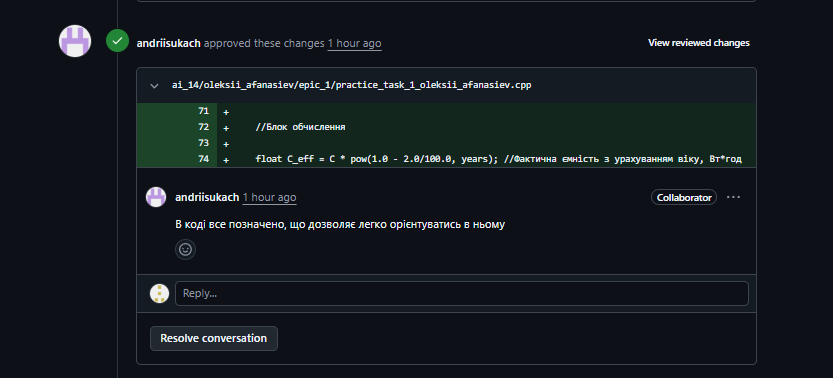 andriisukach approved these changes 1 hour ago View reviewed changes
ai_14/oleksii_afanasiev/epic_1/practice_task_1_oleksii_afanasiev.cpp
71 +
72 + //Блок обчислення
73 +
74 + float C_eff = C * pow(1.0 - 2.0/100.0, years); //Фактична ємність з урахуванням віку, Вт*год
andriisukach 1 hour ago Collaborator ...
В коді все позначено, що дозволяє легко орієнтуватись в ньому
Reply...
Resolve conversation